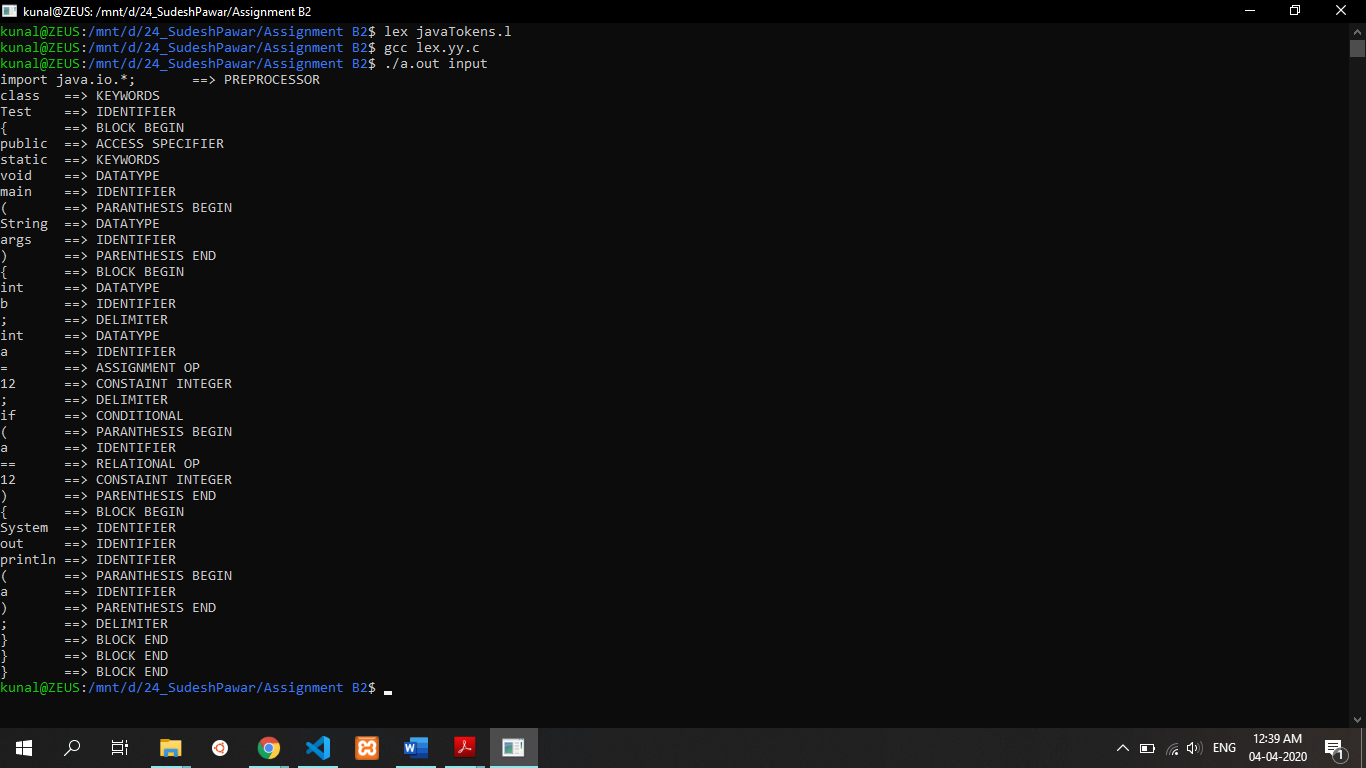 kunal@ZEUS: /mnt/d/24_SudeshPawar/Assignment B2
kunal@ZEUS:/mnt/d/24_SudeshPawar/Assignment B2$ lex javaTokens.l
kunal@ZEUS:/mnt/d/24_SudeshPawar/Assignment B2$ gcc lex.yy.c
kunal@ZEUS:/mnt/d/24_SudeshPawar/Assignment B2$ ./a.out input
import java.io.*;       ==> PREPROCESSOR
class   ==> KEYWORDS
Test    ==> IDENTIFIER
{       ==> BLOCK BEGIN
public  ==> ACCESS SPECIFIER
static  ==> KEYWORDS
void    ==> DATATYPE
main    ==> IDENTIFIER
(       ==> PARANTHESIS BEGIN
String  ==> DATATYPE
args    ==> IDENTIFIER
)       ==> PARENTHESIS END
{       ==> BLOCK BEGIN
int     ==> DATATYPE
b       ==> IDENTIFIER
;       ==> DELIMITER
int     ==> DATATYPE
a       ==> IDENTIFIER
=       ==> ASSIGNMENT OP
12      ==> CONSTAINT INTEGER
;       ==> DELIMITER
if      ==> CONDITIONAL
(       ==> PARANTHESIS BEGIN
a       ==> IDENTIFIER
==      ==> RELATIONAL OP
12      ==> CONSTAINT INTEGER
)       ==> PARENTHESIS END
{       ==> BLOCK BEGIN
System  ==> IDENTIFIER
out     ==> IDENTIFIER
println ==> IDENTIFIER
(       ==> PARANTHESIS BEGIN
a       ==> IDENTIFIER
)       ==> PARENTHESIS END
;       ==> DELIMITER
}       ==> BLOCK END
}       ==> BLOCK END
}       ==> BLOCK END
kunal@ZEUS:/mnt/d/24_SudeshPawar/Assignment B2$
ENG
12:39 AM
04-04-2020
1